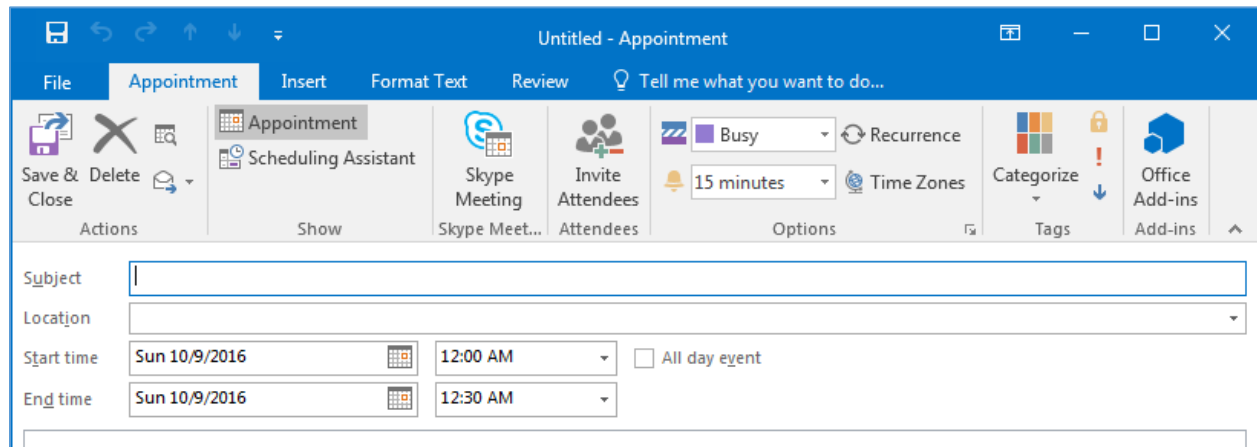 Untitled - Appointment
File Appointment Insert Format Text Review Tell me what you want to do...
Save & Close
Delete
Appointment
Scheduling Assistant
Skype Meeting
Invite Attendees
Busy
Recurrence
15 minutes
Time Zones
Categorize
Office Add-ins
Actions Show Skype Meet... Attendees Options Tags Add-ins
Subject
Location
Start time Sun 10/9/2016 12:00 AM All day event
End time Sun 10/9/2016 12:30 AM